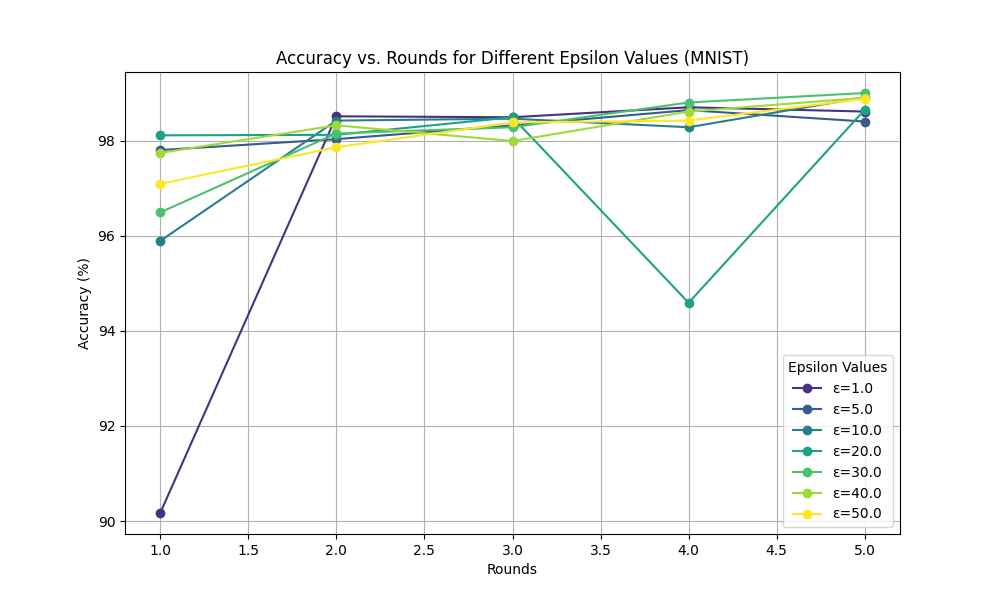 Accuracy vs. Rounds for Different Epsilon Values (MNIST)
Accuracy (%)
98
96
94
92
90
Epsilon Values
ε=1.0
ε=5.0
ε=10.0
ε=20.0
ε=30.0
ε=40.0
ε=50.0
1.0 1.5 2.0 2.5 3.0 3.5 4.0 4.5 5.0
Rounds